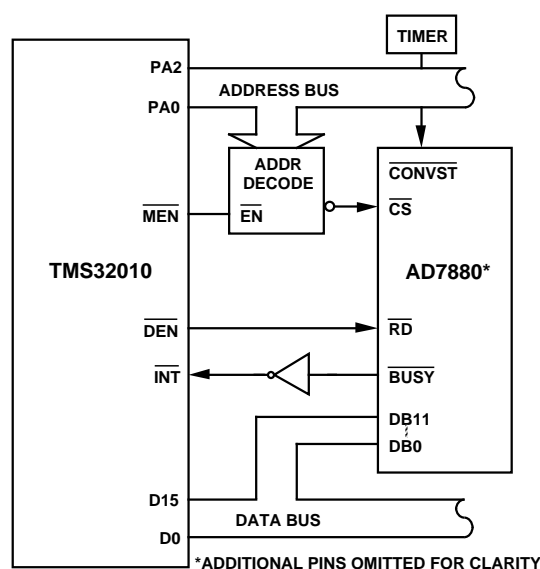 TIMER
PA2
ADDRESS BUS
PA0
ADDR
DECODE
CONVST
MEN
EN
CS
TMS32010
AD7880*
DEN
RD
INT
BUSY
DB11
DB0
D15
DATA BUS
D0
*ADDITIONAL PINS OMITTED FOR CLARITY